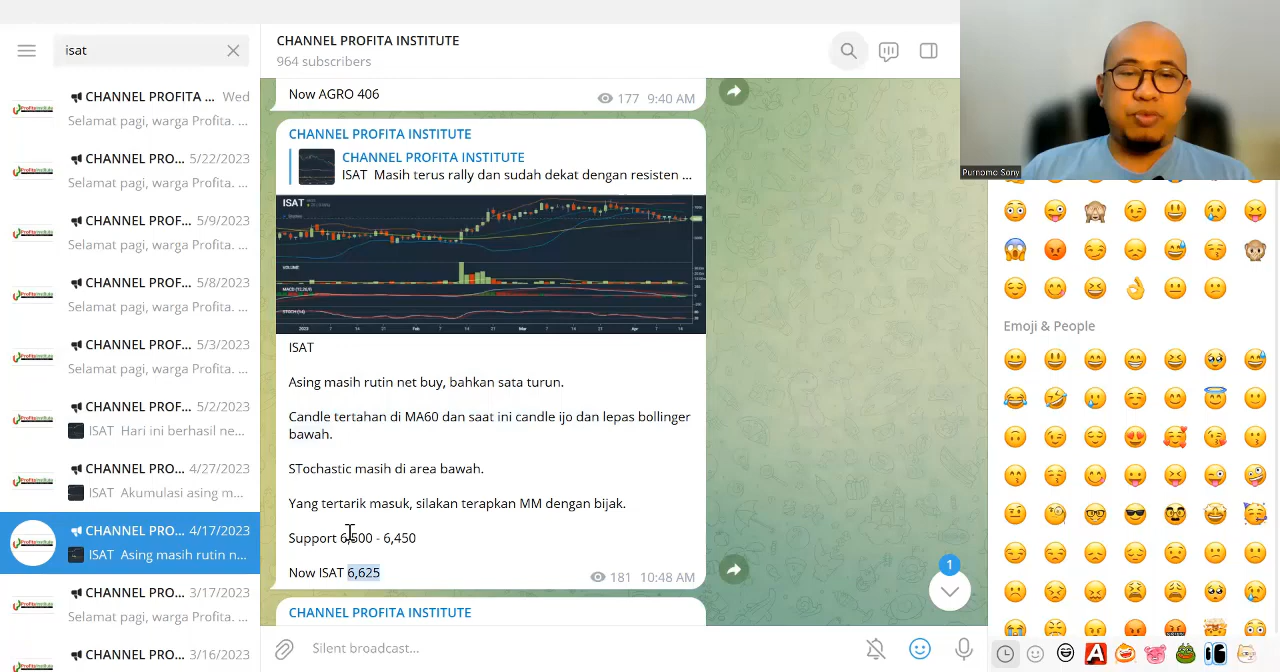 isat
CHANNEL PROFITA ... Wed
Selamat pagi, warga Profita. ...
CHANNEL PRO... 5/22/2023
Selamat pagi, warga Profita. ...
CHANNEL PROF... 5/9/2023
Selamat pagi, warga Profita. ...
CHANNEL PROF... 5/8/2023
Selamat pagi, warga Profita. ...
CHANNEL PROF... 5/3/2023
Selamat pagi, warga Profita. ...
CHANNEL PROF... 5/2/2023
ISAT Hari ini berhasil ne...
CHANNEL PRO... 4/27/2023
ISAT Akumulasi asing m...
CHANNEL PRO... 4/17/2023
ISAT Asing masih rutin n...
CHANNEL PRO... 3/17/2023
Selamat pagi, warga Profita. ...
CHANNEL PRO... 3/16/2023
CHANNEL PROFITA INSTITUTE
964 subscribers
Now AGRO 406
177 9:40 AM
CHANNEL PROFITA INSTITUTE
CHANNEL PROFITA INSTITUTE
ISAT Masih terus rally dan sudah dekat dengan resisten ...
ISAT
VOLUME
ISAT
Asing masih rutin net buy, bahkan sata turun.
Candle tertahan di MA60 dan saat ini candle ijo dan lepas bollinger
bawah.
STochastic masih di area bawah.
Yang tertarik masuk, silakan terapkan MM dengan bijak.
Support 6,500 - 6,450
Now ISAT 6,625
181 10:48 AM
1
CHANNEL PROFITA INSTITUTE
Silent broadcast...
Purnomo Sony
Emoji & People